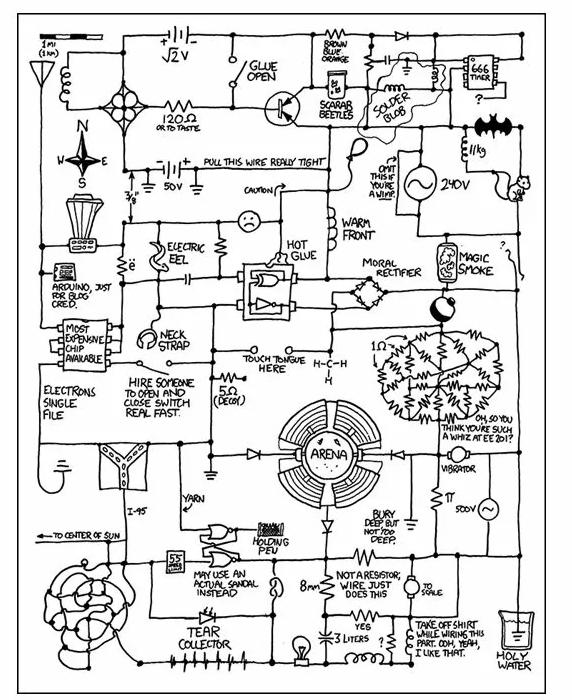 1 MI
(1 KM)
√2 V
BROWN
BLUE
ORANGE
GLUE
OPEN
666
TIMER
SCARAB
BEETLES
SOLDER
BLOB
?
120Ω
OR TO TASTE
N
W E
S
11kg
50V
PULL THIS WIRE REALLY TIGHT
OMIT
THIS IF
YOU'RE
A WIMP.
240V
3/8"
CAUTION
WARM
FRONT
ELECTRIC
EEL
HOT
GLUE
MAGIC
SMOKE
?
ë
MORAL
RECTIFIER
ARDUINO, JUST
FOR BLOG
CRED.
MOST
EXPENSIVE
CHIP
AVAILABLE
NECK
STRAP
1Ω
TOUCH TONGUE
HERE
H
H-C-H
H
HIRE SOMEONE
TO OPEN AND
CLOSE SWITCH
REAL FAST.
5Ω
(DECOY)
ELECTRONS
SINGLE
FILE
OH, SO YOU
THINK YOU'RE SUCH
A WHIZ AT EE 201?
ARENA
VIBRATOR
I-95
YARN
π
500V
BURY
DEEP, BUT
NOT TOO
DEEP.
TO CENTER OF SUN
HOLDING
PEN
55
MAY USE AN
ACTUAL SANDAL
INSTEAD
NOT A RESISTOR;
WIRE JUST
DOES THIS
8mm
TO
SCALE
YES
TEAR
COLLECTOR
3 LITERS
?
TAKE OFF SHIRT
WHILE WIRING THIS
PART. OOH, YEAH,
I LIKE THAT.
HOLY
WATER